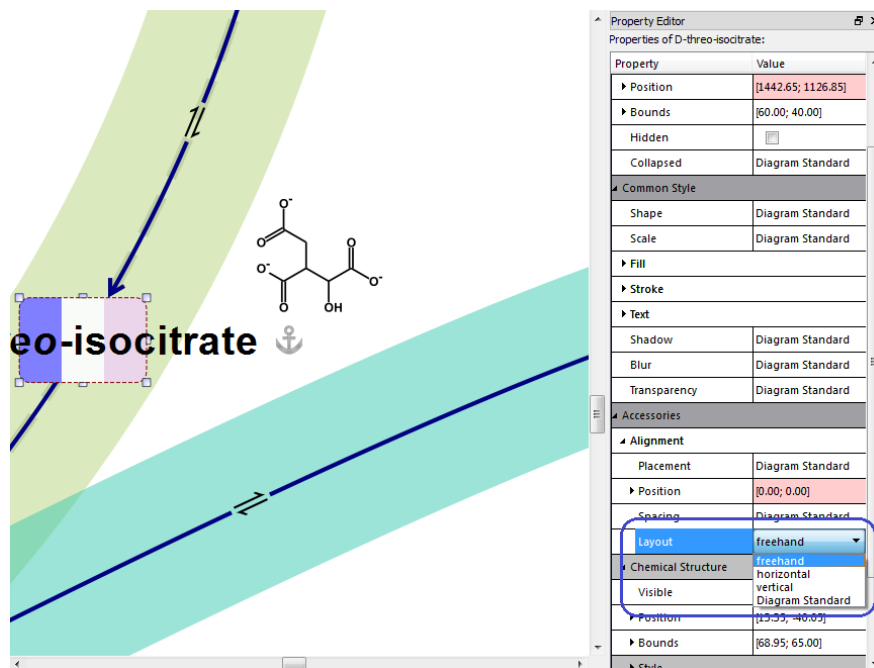 O⁻
O
O
O⁻
O⁻
O
OH
eo-isocitrate
Property Editor
Properties of D-threo-isocitrate:
Property Value
Position [1442.65; 1126.85]
Bounds [60.00; 40.00]
Hidden
Collapsed Diagram Standard
Common Style
Shape Diagram Standard
Scale Diagram Standard
Fill
Stroke
Text
Shadow Diagram Standard
Blur Diagram Standard
Transparency Diagram Standard
Accessories
Alignment
Placement Diagram Standard
Position [0.00; 0.00]
Spacing Diagram Standard
Layout freehand
freehand
Chemical Structure horizontal
vertical
Visible Diagram Standard
Position
Bounds [68.95; 65.00]
Style